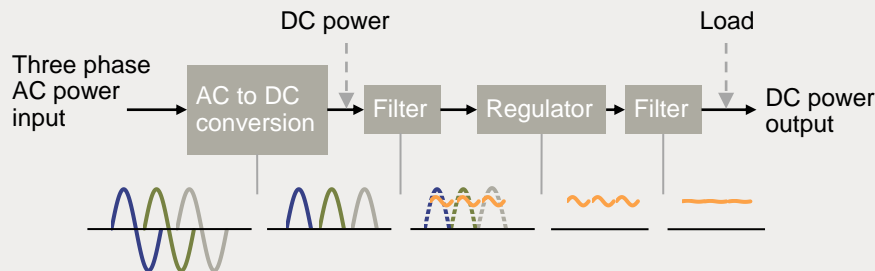 DC power
Load
Three phase
AC power
input
AC to DC
conversion
Filter
Regulator
Filter
DC power
output